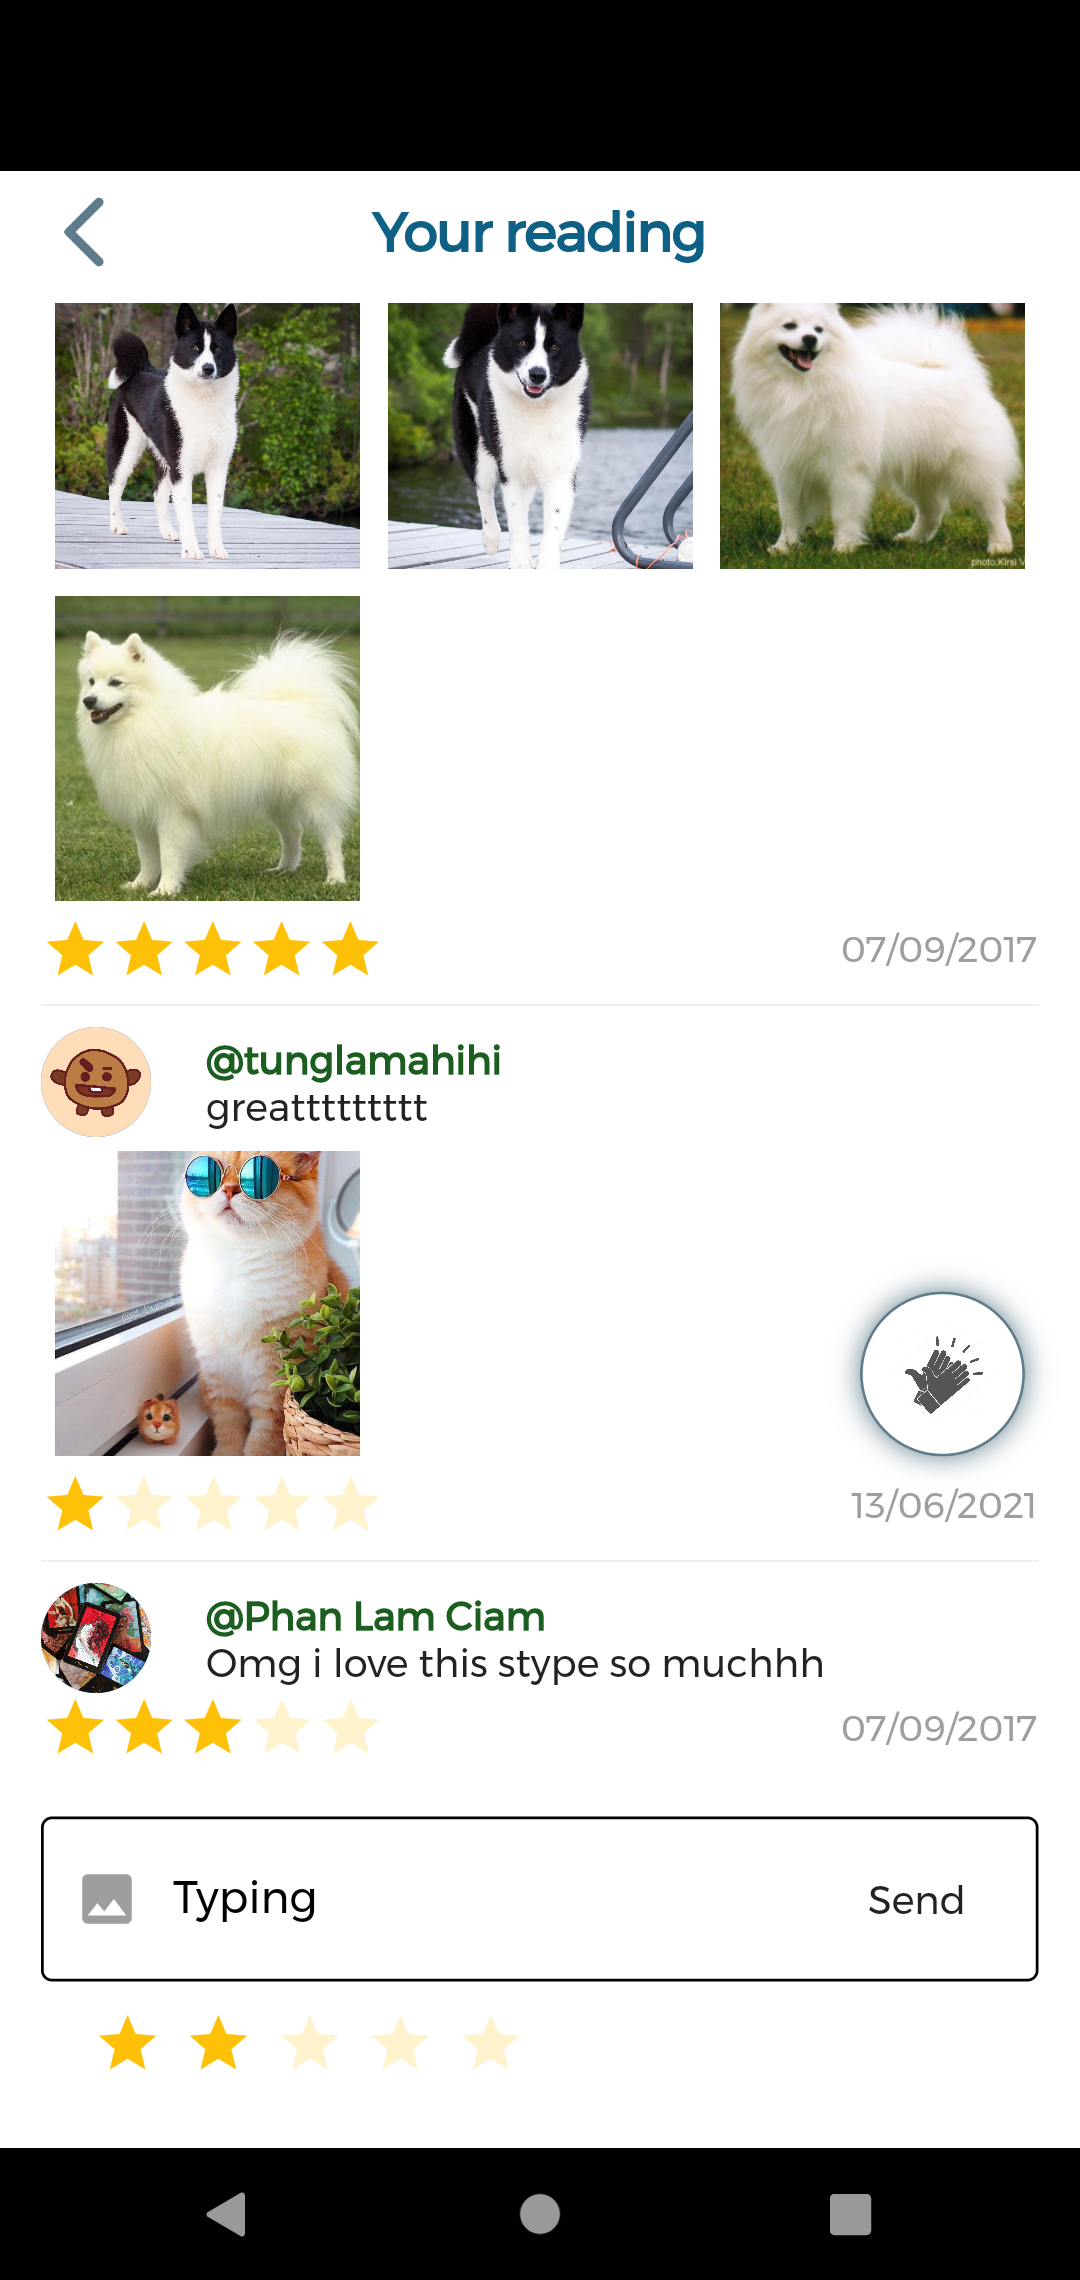 Your reading
photo:Kirsi V
07/09/2017
@tunglamahihi
greatttttttttt
13/06/2021
@Phan Lam Ciam
Omg i love this stype so muchhh
07/09/2017
Typing
Send